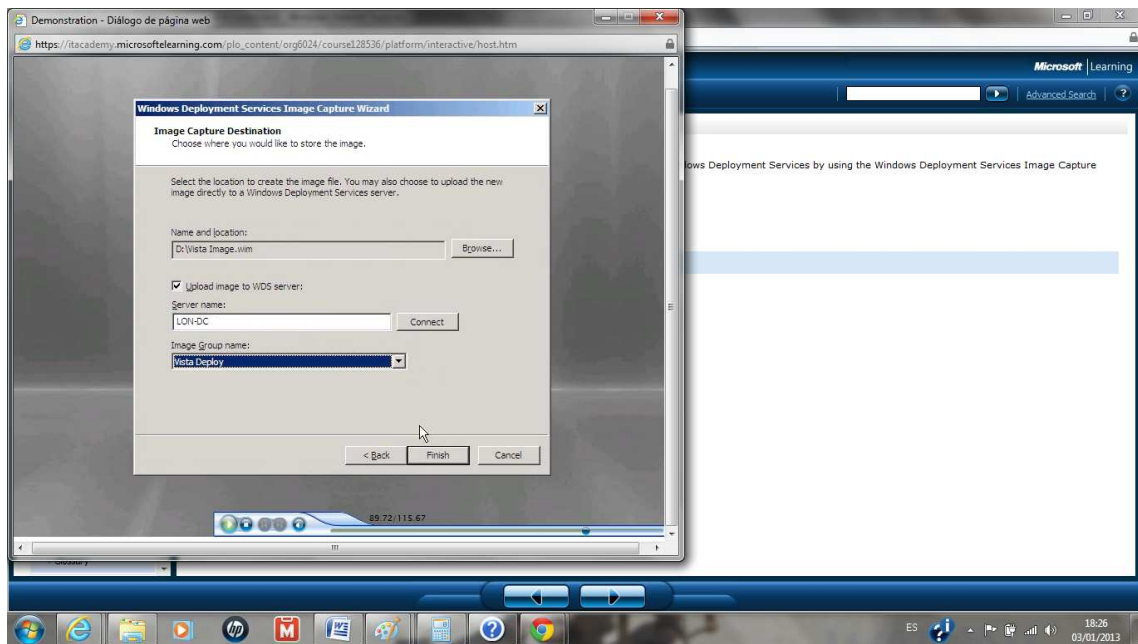 Demonstration - Diálogo de página web
https://itacademy.microsoftelearning.com/plo_content/org6024/course128536/platform/interactive/host.htm
Microsoft | Learning
Advanced Search
Windows Deployment Services Image Capture Wizard
Image Capture Destination
Choose where you would like to store the image.
Deployment Services by using the Windows Deployment Services Image Capture
Select the location to create the image file. You may also choose to upload the new
image directly to a Windows Deployment Services server.
Name and location:
D:\Vista Image.wim
Browse...
Upload image to WDS server:
Server name:
LON-DC
Connect
Image Group name:
Vista Deploy
< Back
Finish
Cancel
89.72/115.67
ES
18:26
03/01/2013